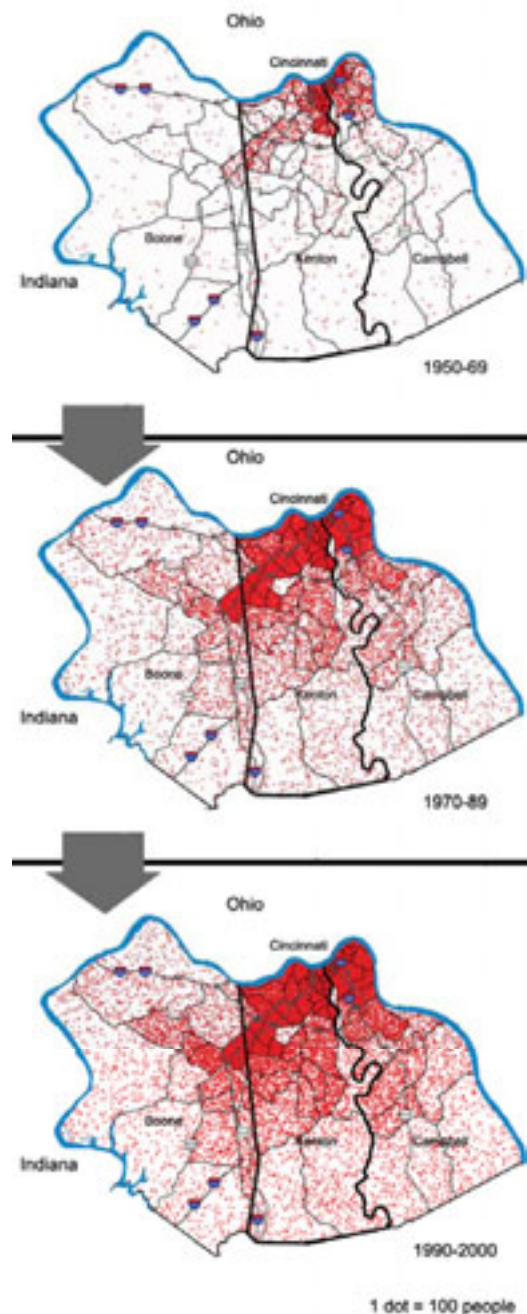 Ohio
Cincinnati
Boone
Kenton
Campbell
Indiana
1950-69
Ohio
Cincinnati
Boone
Kenton
Campbell
Indiana
1970-89
Ohio
Cincinnati
Boone
Kenton
Campbell
Indiana
1990-2000
1 dot = 100 people